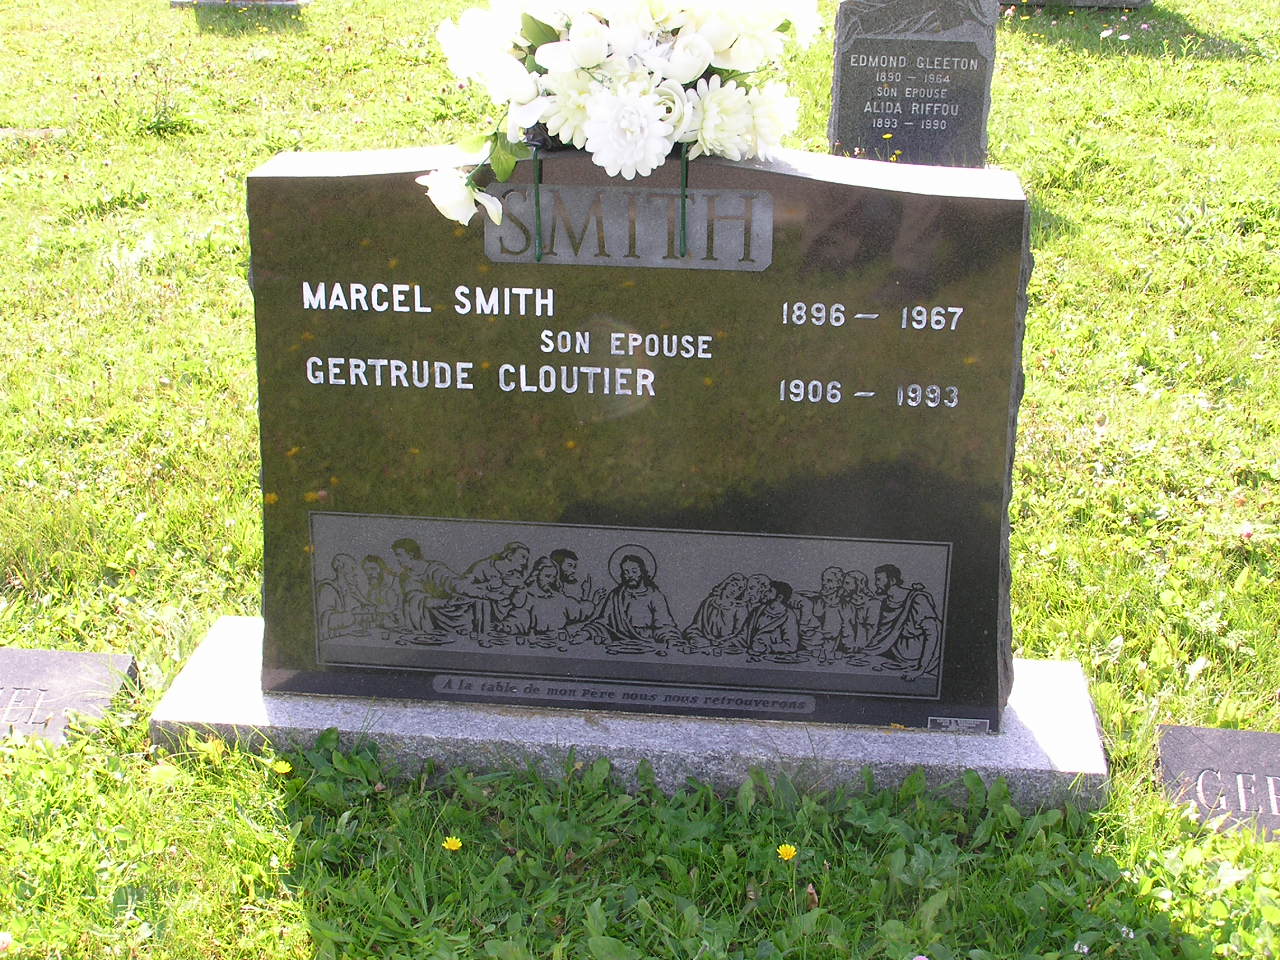 EDMOND GLEETON
1890 - 1964
SON EPOUSE
ALIDA RIFFOU
1893 - 1990
SMITH
MARCEL SMITH 1896 - 1967
SON EPOUSE
GERTRUDE CLOUTIER 1906 - 1993
A la table de mon Père nous nous retrouverons